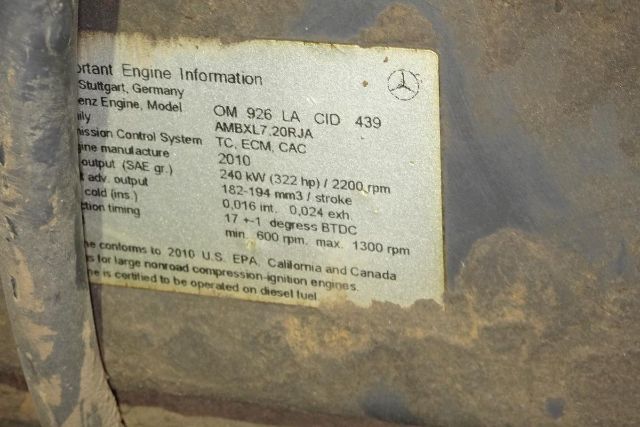 ortant Engine Information
Stuttgart, Germany
enz Engine, Model OM 926 LA CID 439
ily AMBXL7.20RJA
ission Control System TC, ECM, CAC
ine manufacture 2010
output (SAE gr.) 240 kW (322 hp) / 2200 rpm
adv. output 182-194 mm3 / stroke
cold (ins.) 0,016 int. 0,024 exh.
tion timing 17 +-1 degress BTDC
min. 600 rpm. max. 1300 rpm
ne conforms to 2010 U.S. EPA, California and Canada
s for large nonroad compression-ignition engines.
ne is certified to be operated on diesel fuel